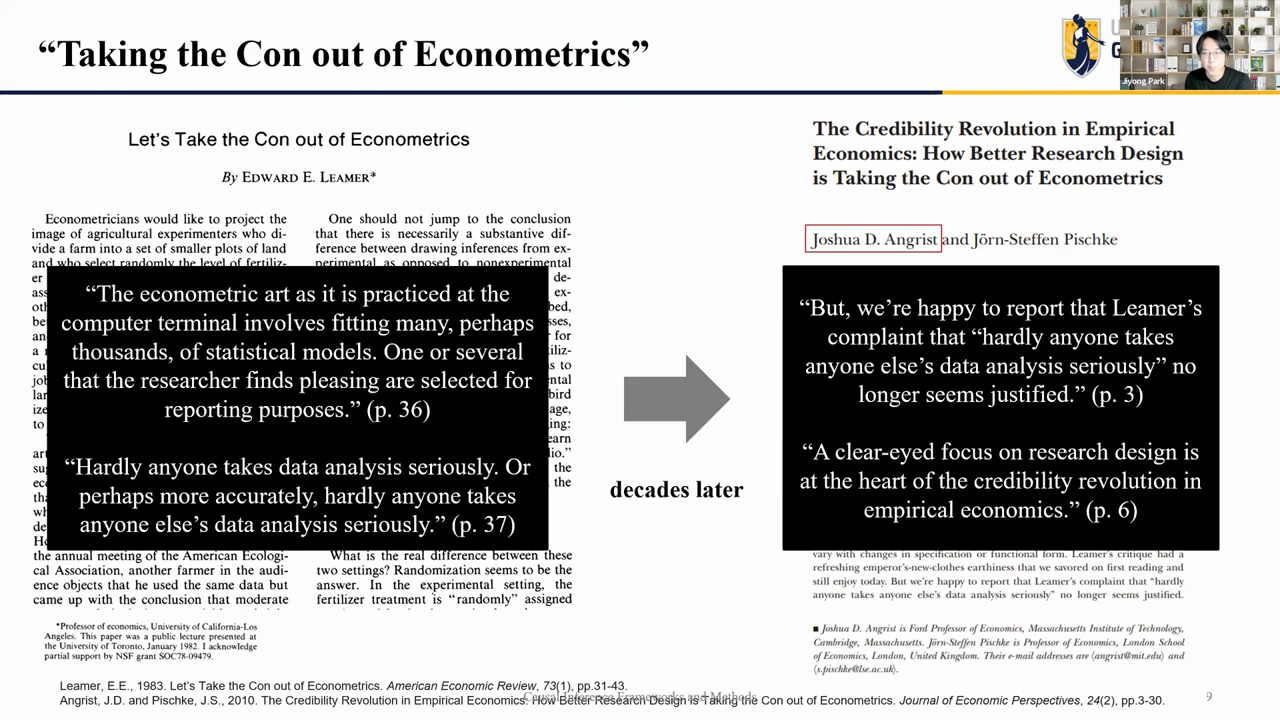 “Taking the Con out of Econometrics”
U
G
Jiyong Park
Let's Take the Con out of Econometrics
By EDWARD E. LEAMER*
Econometricians would like to project the
image of agricultural experimenters who di-
vide a farm into a set of smaller plots of land
and who select randomly the level of fertiliz-
One should not jump to the conclusion
that there is necessarily a substantive dif-
ference between drawing inferences from ex-
perimental as opposed to nonexperimental
“The econometric art as it is practiced at the
computer terminal involves fitting many, perhaps
thousands, of statistical models. One or several
that the researcher finds pleasing are selected for
reporting purposes.” (p. 36)
“Hardly anyone takes data analysis seriously. Or
perhaps more accurately, hardly anyone takes
anyone else’s data analysis seriously.” (p. 37)
the annual meeting of the American Ecologi-
cal Association, another farmer in the audi-
ence objects that he used the same data but
came up with the conclusion that moderate
What is the real difference between these
two settings? Randomization seems to be the
answer. In the experimental setting, the
fertilizer treatment is “randomly” assigned
*Professor of economics, University of California-Los
Angeles. This paper was a public lecture presented at
the University of Toronto, January 1982. I acknowledge
partial support by NSF grant SOC78-09479.
decades later
The Credibility Revolution in Empirical
Economics: How Better Research Design
is Taking the Con out of Econometrics
Joshua D. Angrist and Jörn-Steffen Pischke
“But, we’re happy to report that Leamer’s
complaint that “hardly anyone takes
anyone else’s data analysis seriously” no
longer seems justified.” (p. 3)
“A clear-eyed focus on research design is
at the heart of the credibility revolution in
empirical economics.” (p. 6)
vary with changes in specification or functional form. Leamer’s critique had a
refreshing emperor’s-new-clothes earthiness that we savored on first reading and
still enjoy today. But we’re happy to report that Leamer’s complaint that “hardly
anyone takes anyone else’s data analysis seriously” no longer seems justified.
■ Joshua D. Angrist is Ford Professor of Economics, Massachusetts Institute of Technology,
Cambridge, Massachusetts. Jörn-Steffen Pischke is Professor of Economics, London School
of Economics, London, United Kingdom. Their e-mail addresses are ⟨angrist@mit.edu⟩ and
⟨s.pischke@lse.ac.uk⟩.
Leamer, E.E., 1983. Let’s Take the Con out of Econometrics. American Economic Review, 73(1), pp.31-43.
Causal Inference Frameworks and Methods
9
Angrist, J.D. and Pischke, J.S., 2010. The Credibility Revolution in Empirical Economics: How Better Research Design is Taking the Con out of Econometrics. Journal of Economic Perspectives, 24(2), pp.3-30.